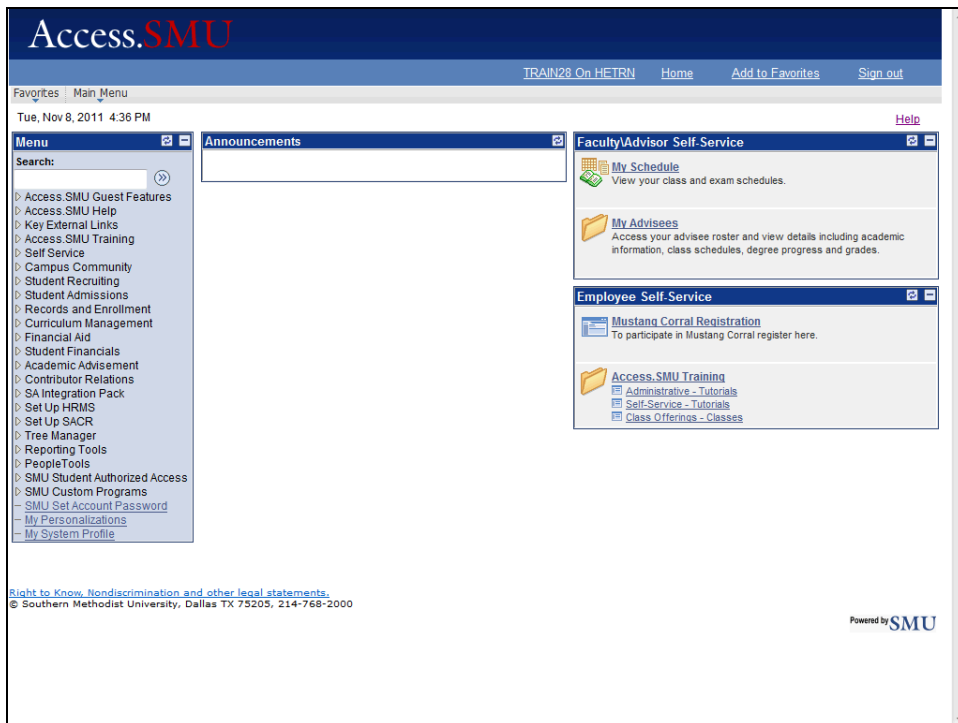 Access.SMU
TRAIN28 On HETRN Home Add to Favorites Sign out
Favorites Main Menu
Tue, Nov 8, 2011 4:36 PM
Help
Menu
Search:
Access.SMU Guest Features
Access.SMU Help
Key External Links
Access.SMU Training
Self Service
Campus Community
Student Recruiting
Student Admissions
Records and Enrollment
Curriculum Management
Financial Aid
Student Financials
Academic Advisement
Contributor Relations
SA Integration Pack
Set Up HRMS
Set Up SACR
Tree Manager
Reporting Tools
PeopleTools
SMU Student Authorized Access
SMU Custom Programs
SMU Set Account Password
My Personalizations
My System Profile
Announcements
Faculty\Advisor Self-Service
My Schedule
View your class and exam schedules.
My Advisees
Access your advisee roster and view details including academic
information, class schedules, degree progress and grades.
Employee Self-Service
Mustang Corral Registration
To participate in Mustang Corral register here.
Access.SMU Training
Administrative - Tutorials
Self-Service - Tutorials
Class Offerings - Classes
Right to Know, Nondiscrimination and other legal statements.
© Southern Methodist University, Dallas TX 75205, 214-768-2000
Powered by SMU